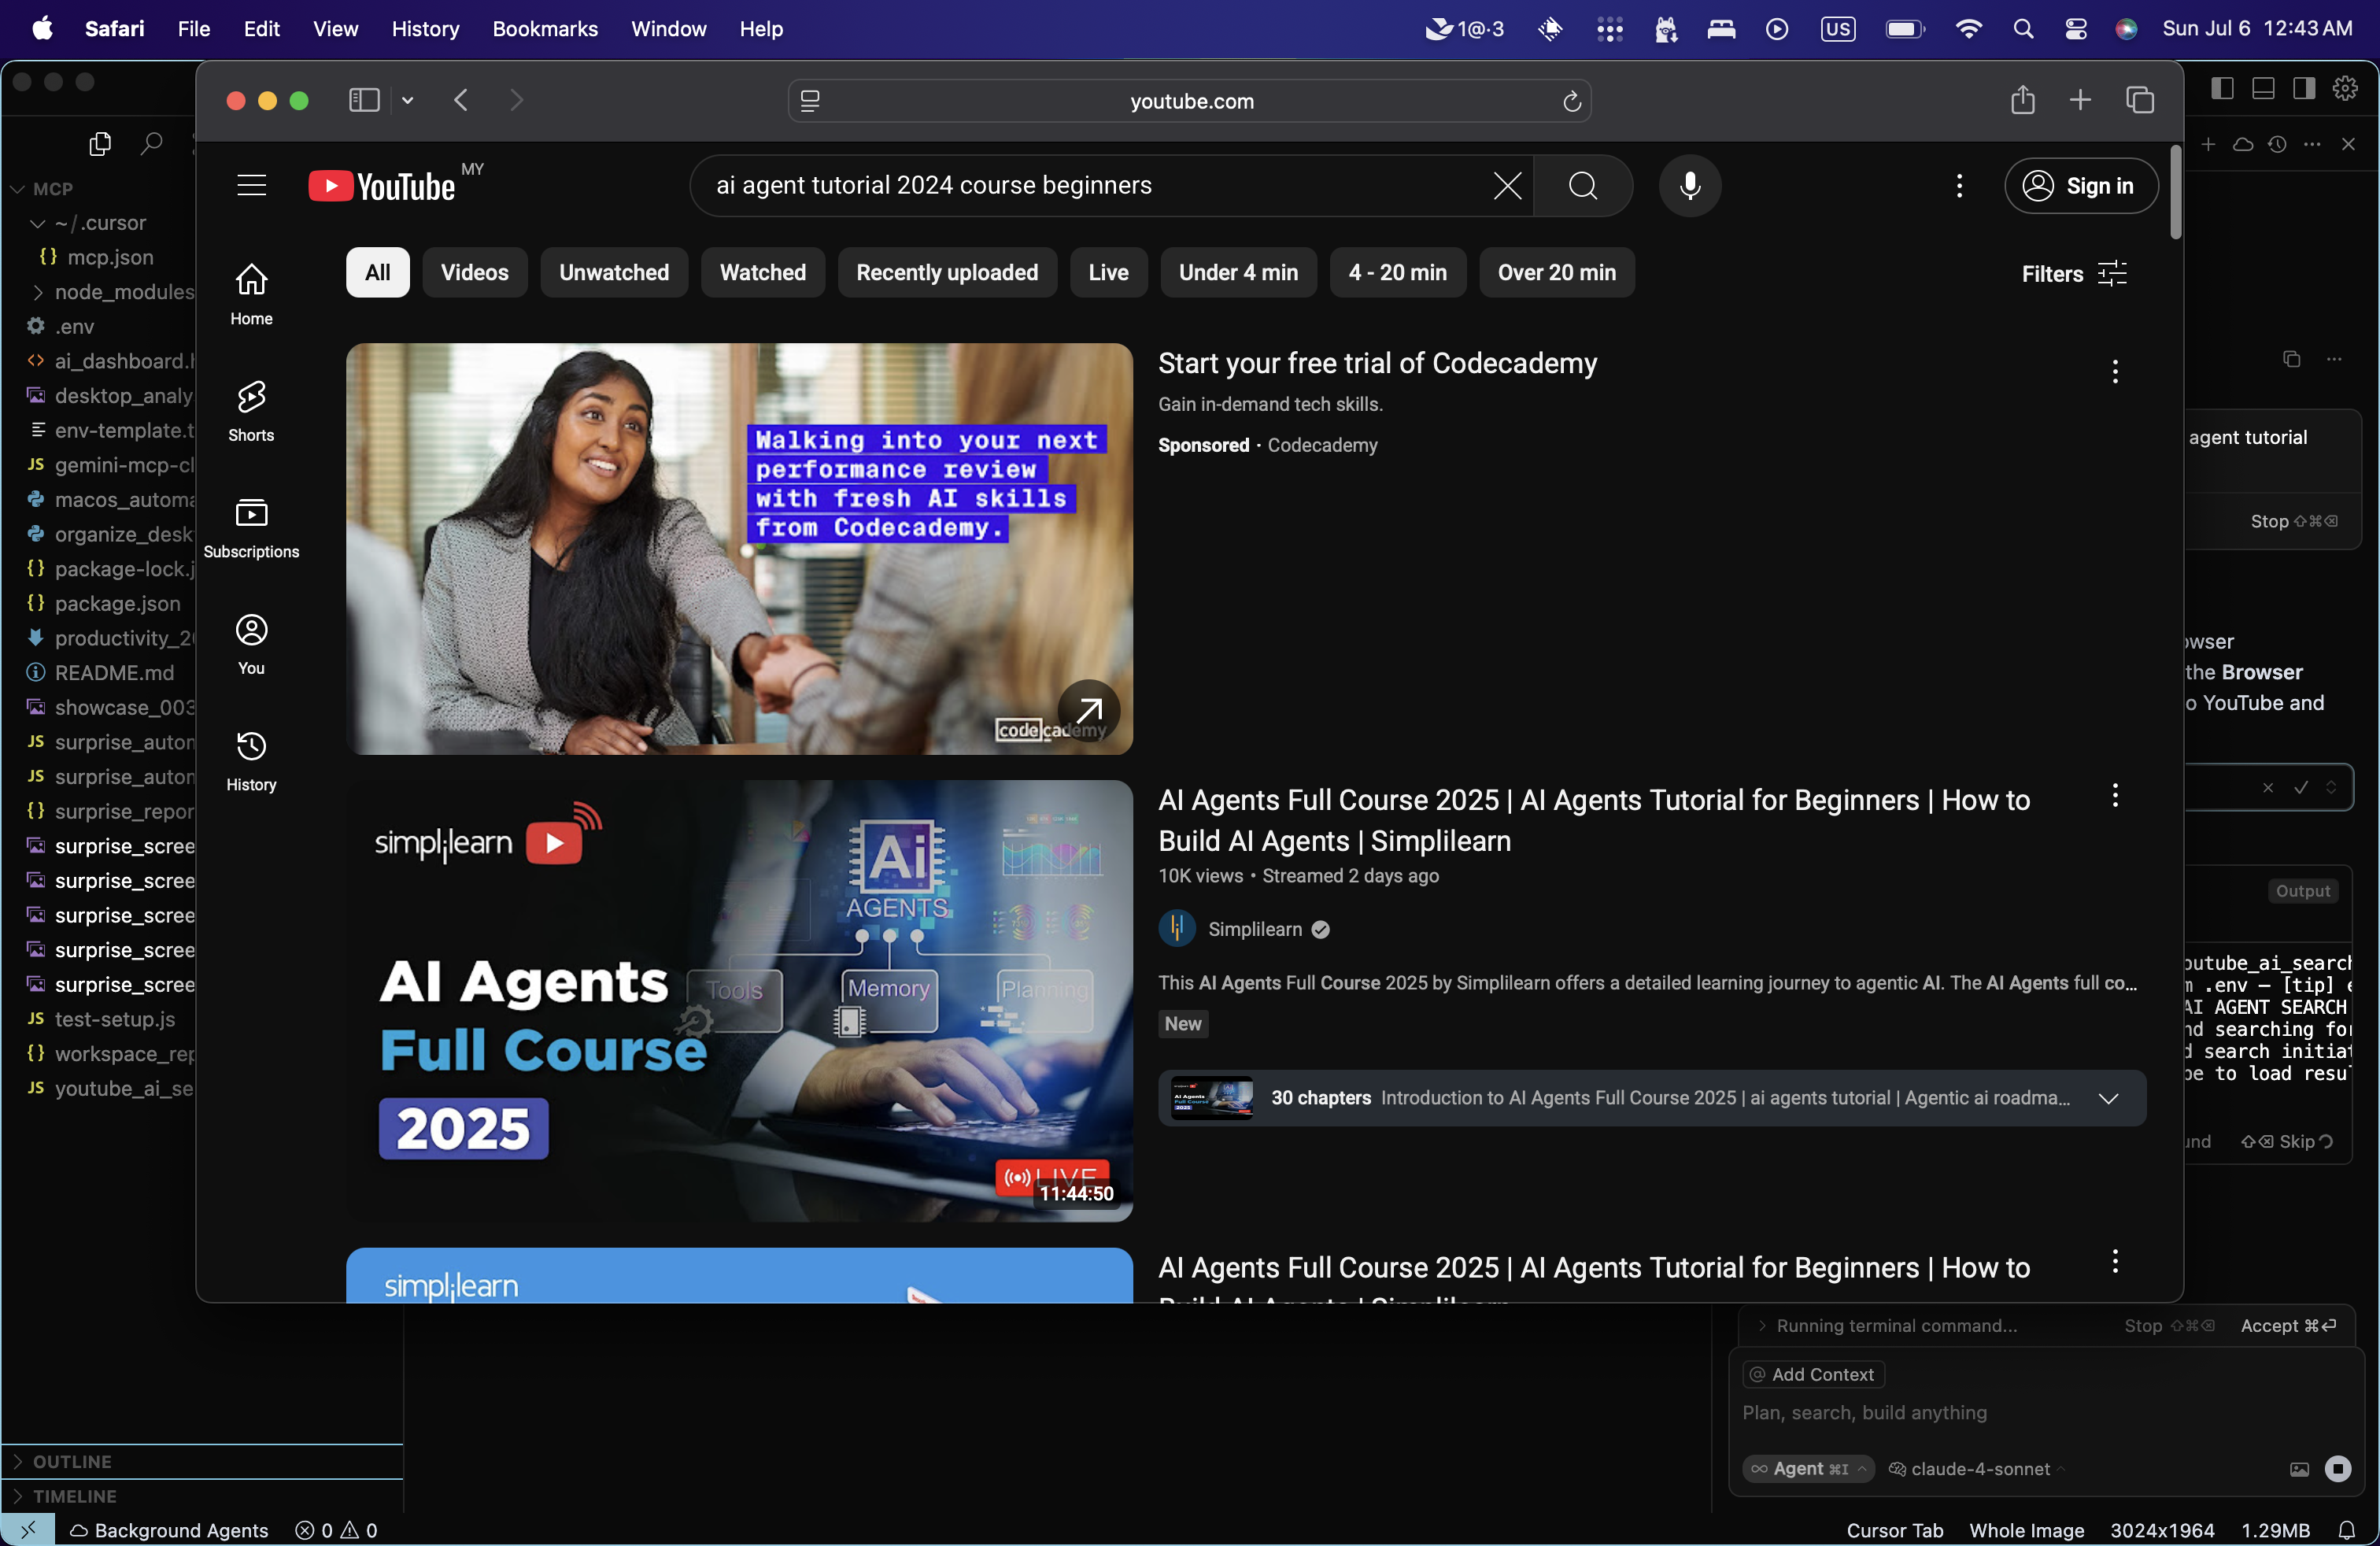 Safari File Edit View History Bookmarks Window Help
1@·3 US Sun Jul 6 12:43 AM
youtube.com
MCP
~/.cursor
mcp.json
node_modules
.env
ai_dashboard.
desktop_analy
env-template.t
JS gemini-mcp-cl
macos_automa
organize_desk
package-lock.j
package.json
productivity_2
README.md
showcase_003
JS surprise_auton
JS surprise_auton
surprise_repor
surprise_scree
surprise_scree
surprise_scree
surprise_scree
surprise_scree
JS test-setup.js
workspace_rep
JS youtube_ai_se
OUTLINE
TIMELINE
YouTube MY
ai agent tutorial 2024 course beginners
Sign in
Home
Shorts
Subscriptions
You
History
All Videos Unwatched Watched Recently uploaded Live Under 4 min 4 - 20 min Over 20 min Filters
Walking into your next
performance review
with fresh AI skills
from Codecademy.
codecademy
Start your free trial of Codecademy
Gain in-demand tech skills.
Sponsored · Codecademy
simplilearn
Ai
AGENTS
Tools Memory Planning
AI Agents
Full Course
2025
LIVE
11:44:50
AI Agents Full Course 2025 | AI Agents Tutorial for Beginners | How to
Build AI Agents | Simplilearn
10K views • Streamed 2 days ago
Simplilearn
This AI Agents Full Course 2025 by Simplilearn offers a detailed learning journey to agentic AI. The AI Agents full co...
New
30 chapters Introduction to AI Agents Full Course 2025 | ai agents tutorial | Agentic ai roadma...
simplilearn
AI Agents Full Course 2025 | AI Agents Tutorial for Beginners | How to
Build AI Agents | Simplilearn
agent tutorial
Stop ⇧⌘⌫
owser
the Browser
o YouTube and
Output
outube_ai_search
.env — [tip]
AI AGENT SEARCH
nd searching for
d search initiat
be to load resul
und ⇧⌫ Skip
Running terminal command... Stop ⇧⌘⌫ Accept ⌘⏎
@ Add Context
Plan, search, build anything
∞ Agent ⌘I claude-4-sonnet
Background Agents 0 0
Cursor Tab Whole Image 3024x1964 1.29MB